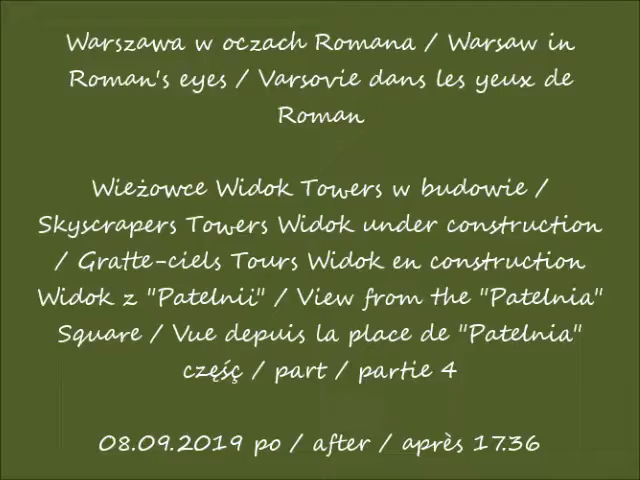 Warszawa w oczach Romana / Warsaw in
Roman's eyes / Varsovie dans les yeux de
Roman
Wieżowce Widok Towers w budowie /
Skyscrapers Towers Widok under construction
/ Gratte-ciels Tours Widok en construction
Widok z "Patelnii" / View from the "Patelnia"
Square / Vue depuis la place de "Patelnia"
część / part / partie 4
08.09.2019 po / after / après 17.36